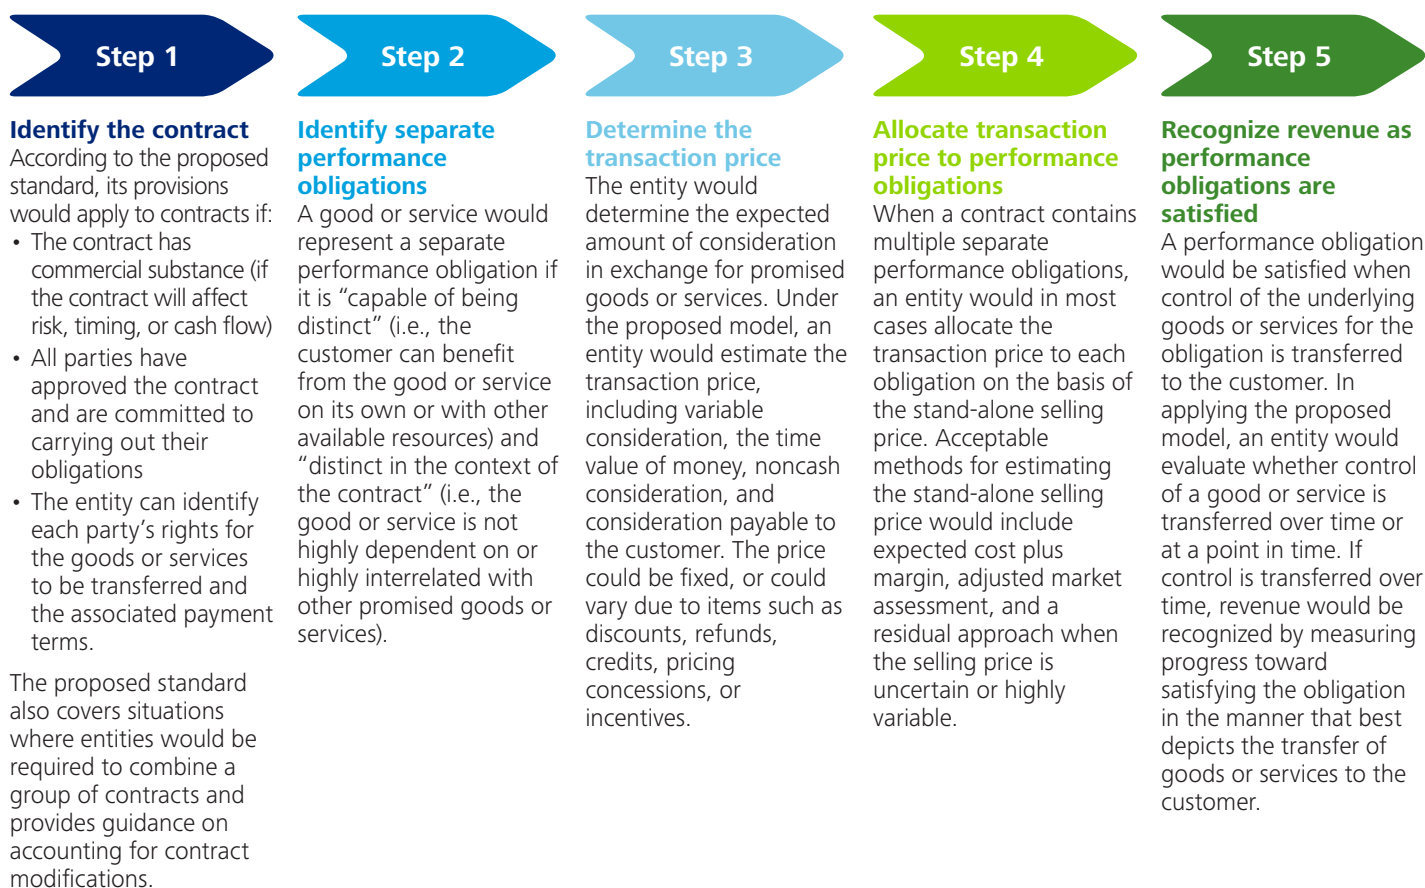 Step 1
Identify the contract
According to the proposed
standard, its provisions
would apply to contracts if:
• The contract has
commercial substance (if
the contract will affect
risk, timing, or cash flow)
• All parties have
approved the contract
and are committed to
carrying out their
obligations
• The entity can identify
each party’s rights for
the goods or services
to be transferred and
the associated payment
terms.
The proposed standard
also covers situations
where entities would be
required to combine a
group of contracts and
provides guidance on
accounting for contract
modifications.
Step 2
Identify separate
performance
obligations
A good or service would
represent a separate
performance obligation if
it is “capable of being
distinct” (i.e., the
customer can benefit
from the good or service
on its own or with other
available resources) and
“distinct in the context of
the contract” (i.e., the
good or service is not
highly dependent on or
highly interrelated with
other promised goods or
services).
Step 3
Determine the
transaction price
The entity would
determine the expected
amount of consideration
in exchange for promised
goods or services. Under
the proposed model, an
entity would estimate the
transaction price,
including variable
consideration, the time
value of money, noncash
consideration, and
consideration payable to
the customer. The price
could be fixed, or could
vary due to items such as
discounts, refunds,
credits, pricing
concessions, or
incentives.
Step 4
Allocate transaction
price to performance
obligations
When a contract contains
multiple separate
performance obligations,
an entity would in most
cases allocate the
transaction price to each
obligation on the basis of
the stand-alone selling
price. Acceptable
methods for estimating
the stand-alone selling
price would include
expected cost plus
margin, adjusted market
assessment, and a
residual approach when
the selling price is
uncertain or highly
variable.
Step 5
Recognize revenue as
performance
obligations are
satisfied
A performance obligation
would be satisfied when
control of the underlying
goods or services for the
obligation is transferred
to the customer. In
applying the proposed
model, an entity would
evaluate whether control
of a good or service is
transferred over time or
at a point in time. If
control is transferred over
time, revenue would be
recognized by measuring
progress toward
satisfying the obligation
in the manner that best
depicts the transfer of
goods or services to the
customer.